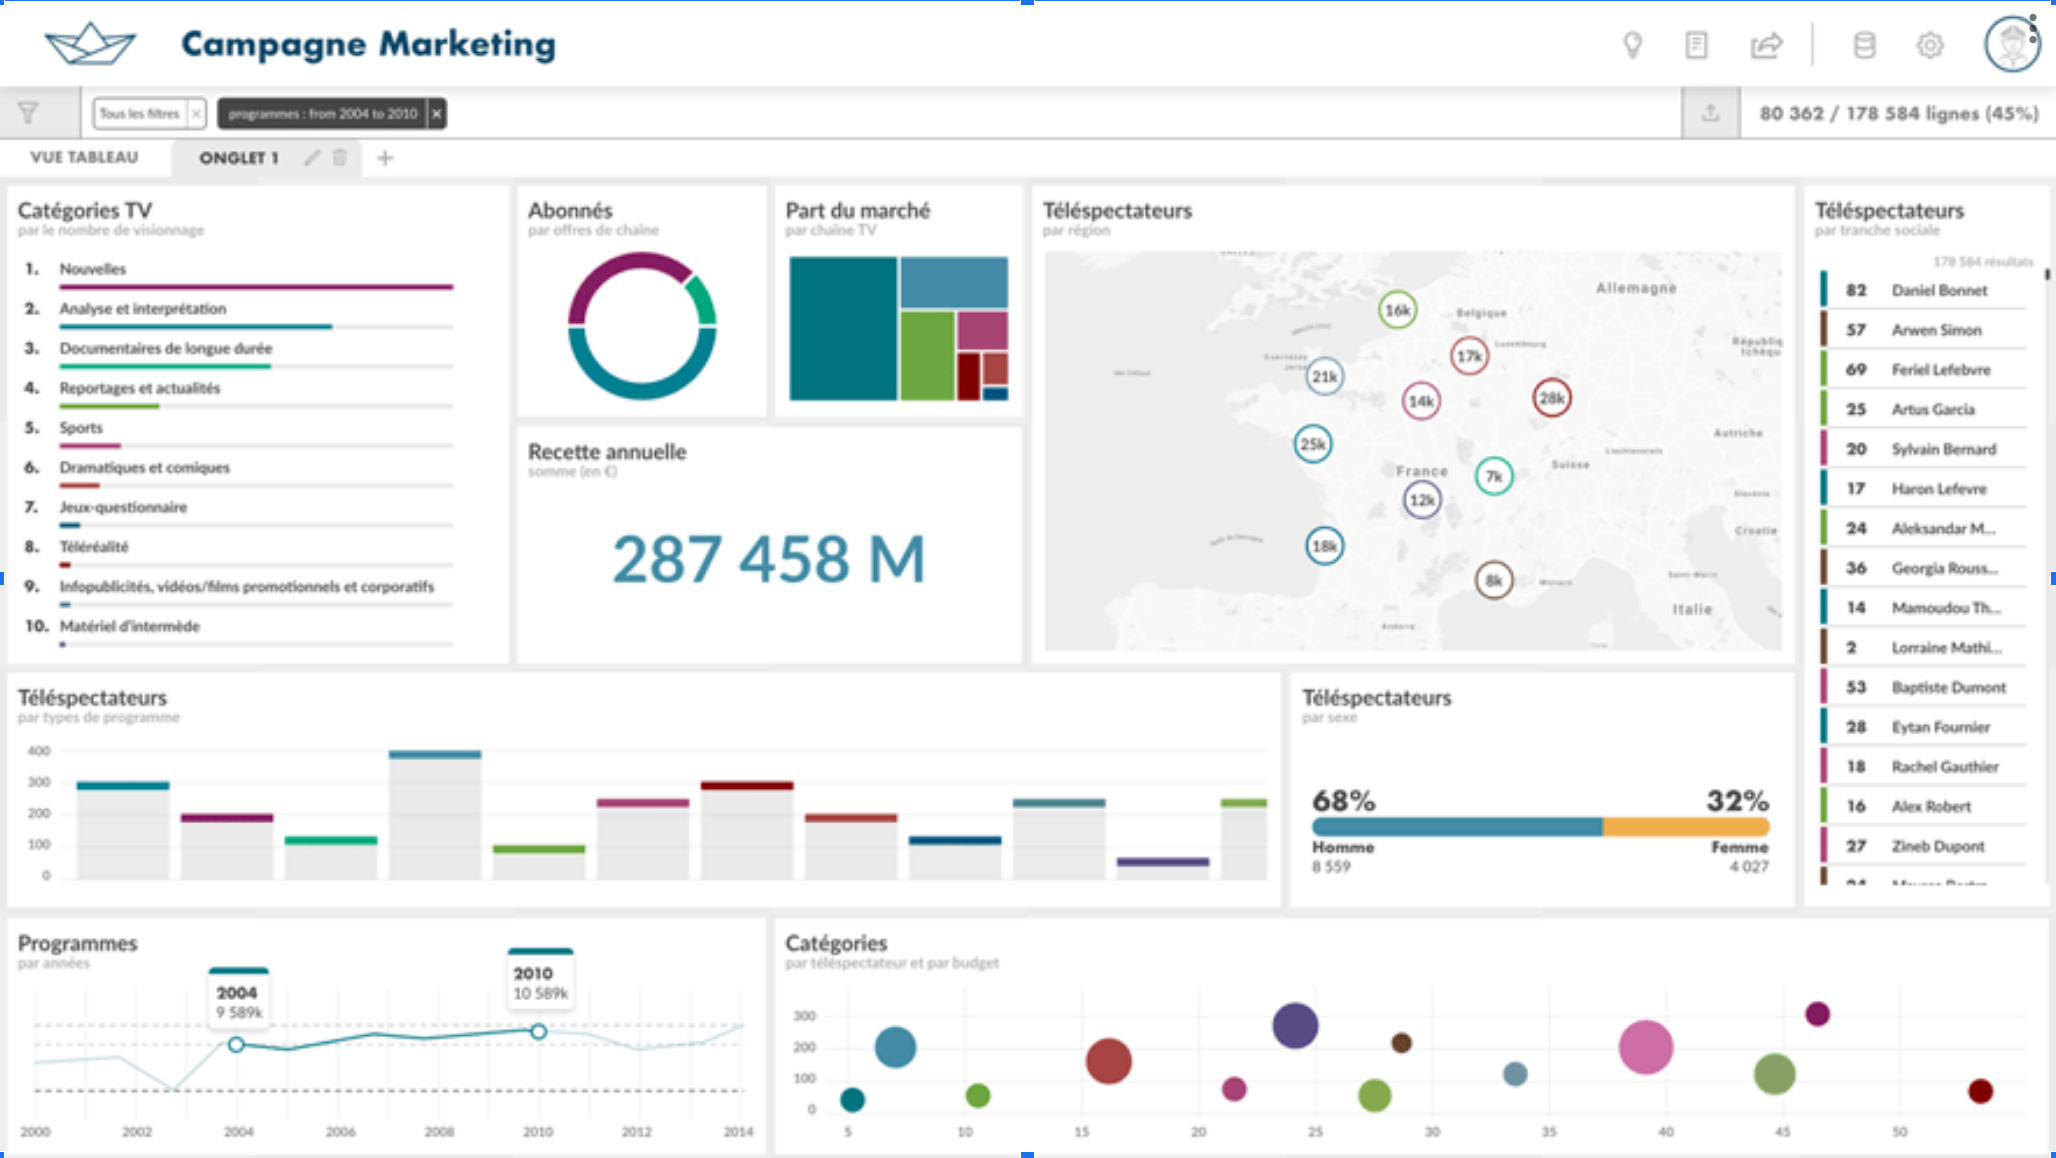 Campagne Marketing
Tous les filtres
programmes : from 2004 to 2010
80 362 / 178 584 lignes (45%)
VUE TABLEAU
ONGLET 1
Catégories TV
par le nombre de visionnage
1. Nouvelles
2. Analyse et interprétation
3. Documentaires de longue durée
4. Reportages et actualités
5. Sports
6. Dramatiques et comiques
7. Jeux-questionnaire
8. Téléréalité
9. Infopublicités, vidéos/films promotionnels et corporatifs
10. Matériel d'intermède
Abonnés
par offres de chaîne
Part du marché
par chaîne TV
Recette annuelle
somme (en €)
287 458 M
Téléspectateurs
par région
Allemagne
16k
Belgique
Luxembourg
17k
21k
14k
28k
25k
Autriche
Liechtenstein
France
Suisse
7k
12k
Slovénie
Croatie
18k
8k
Monaco
Saint-Marin
Italie
Andorre
Téléspectateurs
par tranche sociale
178 584 résultats
82 Daniel Bonnet
57 Arwen Simon
69 Feriel Lefebvre
25 Artus Garcia
20 Sylvain Bernard
17 Haron Lefevre
24 Aleksandar M...
36 Georgia Rouss...
14 Mamoudou Th...
2 Lorraine Mathi...
53 Baptiste Dumont
28 Eytan Fournier
18 Rachel Gauthier
16 Alex Robert
27 Zineb Dupont
Téléspectateurs
par types de programme
400
300
200
100
0
Téléspectateurs
par sexe
68% 32%
Homme Femme
8 559 4 027
Programmes
par années
2004
9 589k
2010
10 589k
2000 2002 2004 2006 2008 2010 2012 2014
Catégories
par téléspectateur et par budget
300
200
100
0
5 10 15 20 25 30 35 40 45 50